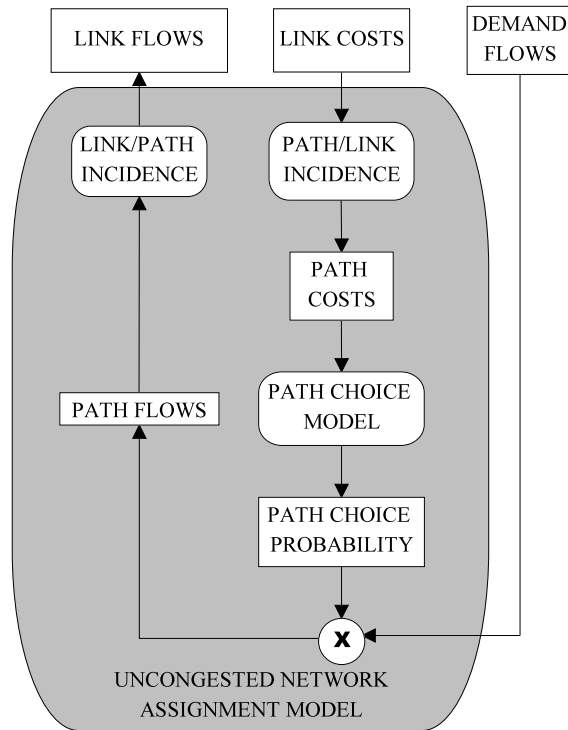 LINK FLOWS
LINK COSTS
DEMAND
FLOWS
LINK/PATH
INCIDENCE
PATH/LINK
INCIDENCE
PATH
COSTS
PATH FLOWS
PATH CHOICE
MODEL
PATH CHOICE
PROBABILITY
X
UNCONGESTED NETWORK
ASSIGNMENT MODEL